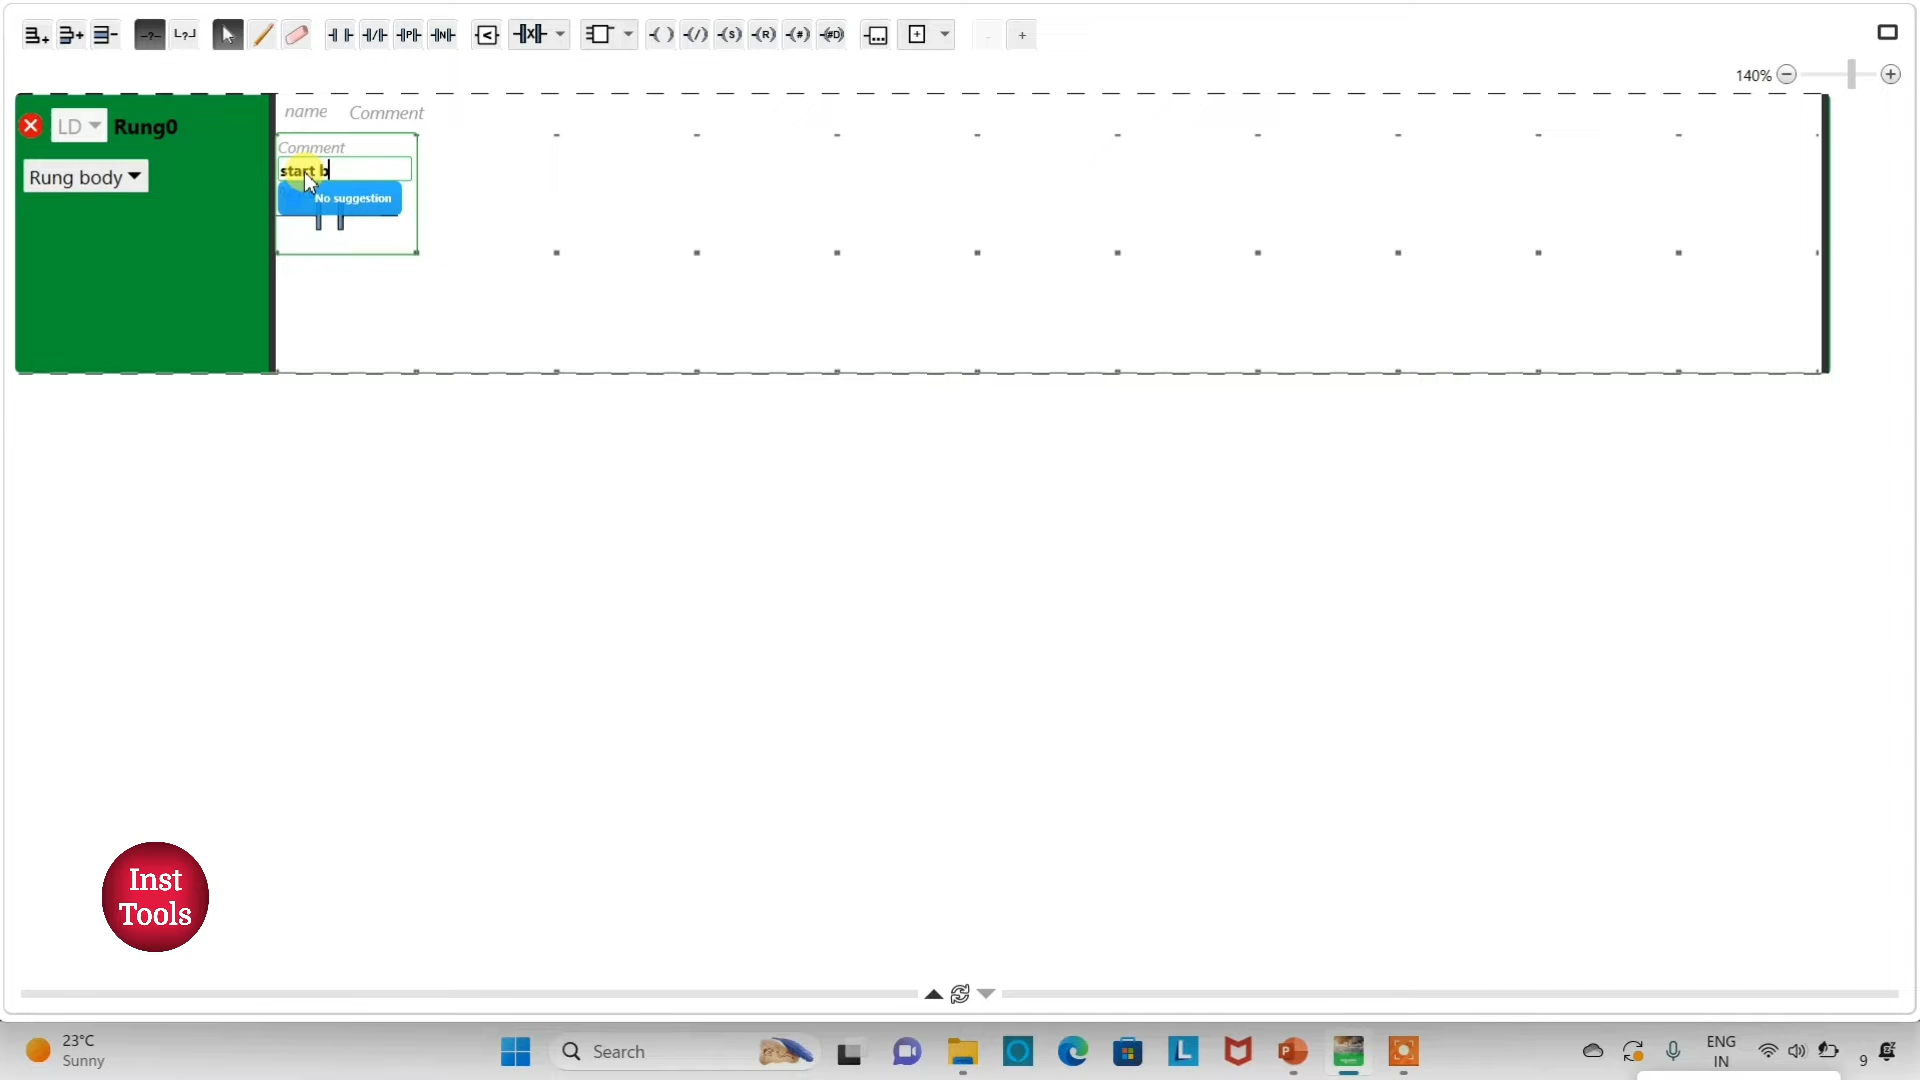 140%
LD
Rung0
name
Comment
Rung body
Comment
start b
No suggestion
Inst
Tools
23°C
Sunny
Search
ENG
IN
9